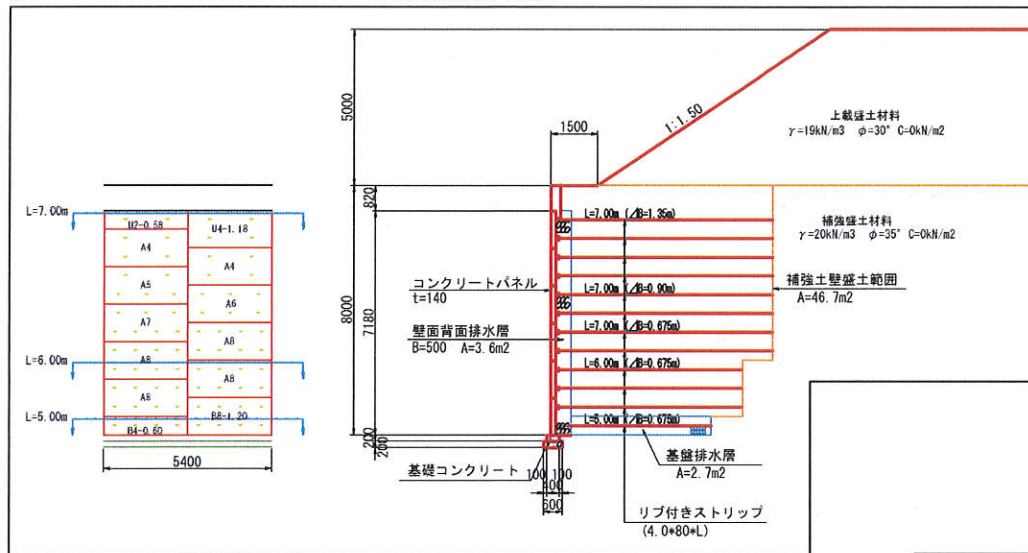 5000
1500
1:1.50
上載盛土材料
γ=19kN/m3 φ=30° C=0kN/m2
L=7.00m
820
8000
7180
200
200
U2-0.58
A4
A5
A7
A8
A8
B4-0.60
U4-1.18
A4
A6
A8
A8
B8-1.20
L=6.00m
L=5.00m
5400
L=7.00m (⊿B=1.35m)
L=7.00m (⊿B=0.90m)
L=7.00m (⊿B=0.675m)
L=6.00m (⊿B=0.675m)
L=5.00m (⊿B=0.675m)
補強盛土材料
γ=20kN/m3 φ=35° C=0kN/m2
補強土壁盛土範囲
A=46.7m2
コンクリートパネル
t=140
壁面背面排水層
B=500 A=3.6m2
基礎コンクリート
100 100
400
600
基盤排水層
A=2.7m2
リブ付きストリップ
(4.0*80*L)